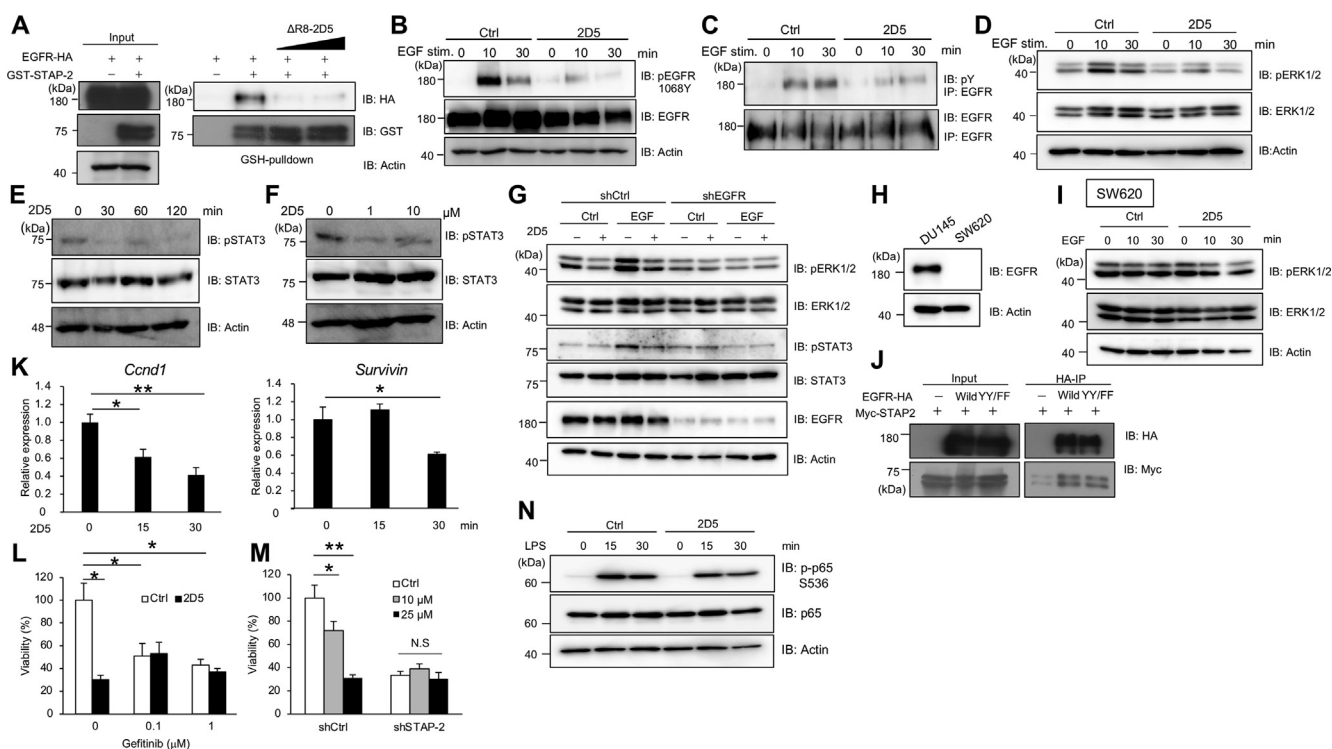 A
Input
EGFR-HA + +
GST-STAP-2 − +
(kDa)
180
75
40
ΔR8-2D5
+ + + +
− + + +
(kDa)
180
75
IB: HA
IB: GST
GSH-pulldown
IB: Actin
B
Ctrl 2D5
EGF stim. 0 10 30 0 10 30 min
(kDa)
180
IB: pEGFR
1068Y
180
IB: EGFR
40
IB: Actin
C
Ctrl 2D5
EGF stim. 0 10 30 0 10 30 min
(kDa)
180
IB: pY
IP: EGFR
180
IB: EGFR
IP: EGFR
D
Ctrl 2D5
EGF stim. 0 10 30 0 10 30 min
(kDa)
40
IB: pERK1/2
40
IB: ERK1/2
40
IB:Actin
E
2D5 0 30 60 120 min
(kDa)
75
IB: pSTAT3
75
IB: STAT3
48
IB: Actin
F
2D5 0 1 10 μM
(kDa)
75
IB: pSTAT3
75
IB: STAT3
48
IB: Actin
G
shCtrl shEGFR
Ctrl EGF Ctrl EGF
2D5 − + − + − + − +
(kDa)
40
IB: pERK1/2
40
IB: ERK1/2
75
IB: pSTAT3
75
IB: STAT3
180
IB: EGFR
40
IB: Actin
H
DU145 SW620
(kDa)
180
IB: EGFR
40
IB: Actin
I
SW620
Ctrl 2D5
EGF 0 10 30 0 10 30 min
(kDa)
40
IB: pERK1/2
40
IB: ERK1/2
40
IB: Actin
J
Input HA-IP
EGFR-HA − Wild YY/FF − Wild YY/FF
Myc-STAP2 + + + + + +
180
IB: HA
75
IB: Myc
(kDa)
K
Ccnd1
Relative expression
1.4
1.2
1.0
0.8
0.6
0.4
0.2
0
* **
2D5 0 15 30
Survivin
Relative expression
1.4
1.2
1.0
0.8
0.6
0.4
0.2
0
*
0 15 30 min
L
Viability (%)
120
100
80
60
40
20
0
* * *
Ctrl 2D5
0 0.1 1
Gefitinib (μM)
M
Viability (%)
120
100
80
60
40
20
0
** *
Ctrl
10 μM
25 μM
N.S
shCtrl shSTAP-2
N
Ctrl 2D5
LPS 0 15 30 0 15 30 min
(kDa)
60
IB: p-p65
S536
60
IB: p65
40
IB: Actin